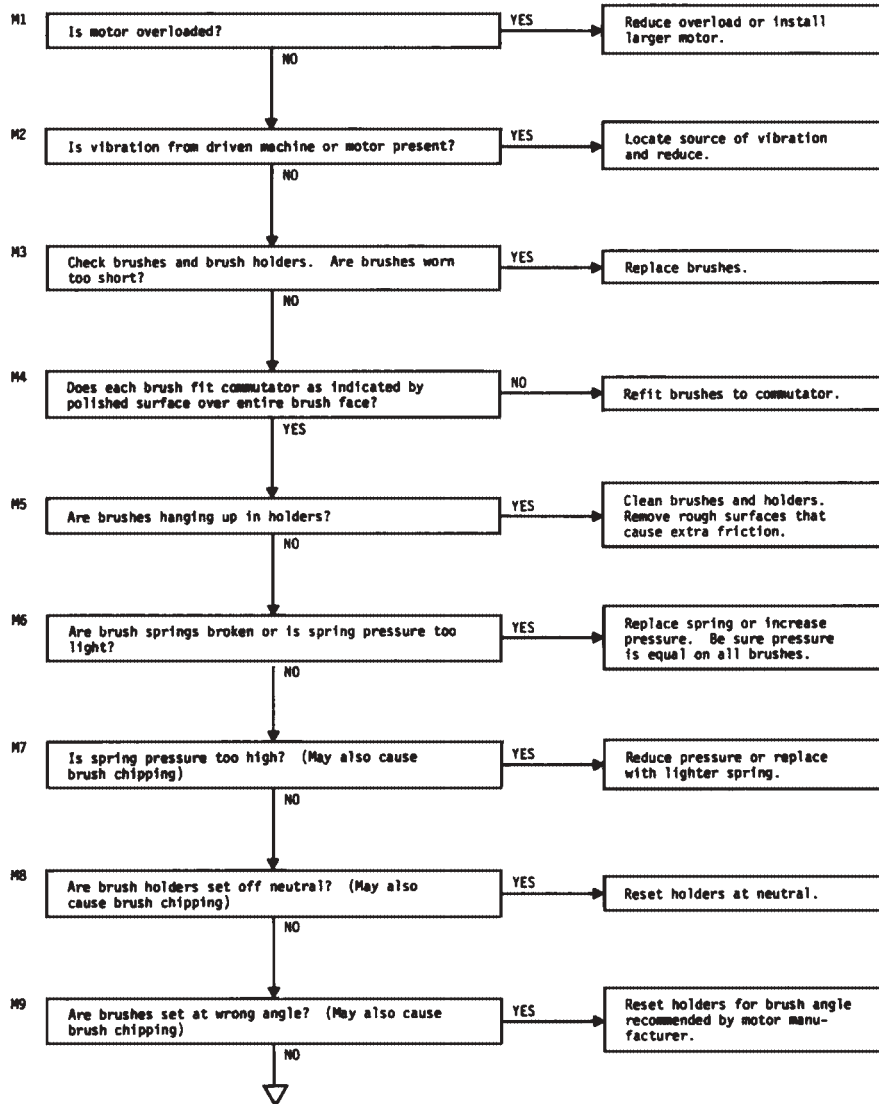 M1
Is motor overloaded?
YES
Reduce overload or install
larger motor.
NO
M2
Is vibration from driven machine or motor present?
YES
Locate source of vibration
and reduce.
NO
M3
Check brushes and brush holders. Are brushes worn
too short?
YES
Replace brushes.
NO
M4
Does each brush fit commutator as indicated by
polished surface over entire brush face?
NO
Refit brushes to commutator.
YES
M5
Are brushes hanging up in holders?
YES
Clean brushes and holders.
Remove rough surfaces that
cause extra friction.
NO
M6
Are brush springs broken or is spring pressure too
light?
YES
Replace spring or increase
pressure. Be sure pressure
is equal on all brushes.
NO
M7
Is spring pressure too high? (May also cause
brush chipping)
YES
Reduce pressure or replace
with lighter spring.
NO
M8
Are brush holders set off neutral? (May also
cause brush chipping)
YES
Reset holders at neutral.
NO
M9
Are brushes set at wrong angle? (May also cause
brush chipping)
YES
Reset holders for brush angle
recommended by motor manu-
facturer.
NO